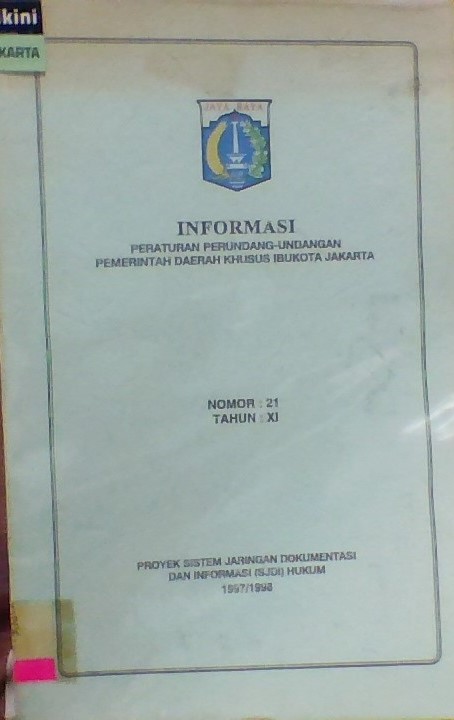 kini
KARTA
JAYA RAYA
INFORMASI
PERATURAN PERUNDANG-UNDANGAN
PEMERINTAH DAERAH KHUSUS IBUKOTA JAKARTA
NOMOR : 21
TAHUN : XI
PROYEK SISTEM JARINGAN DOKUMENTASI
DAN INFORMASI (SJDI) HUKUM
1997/1998